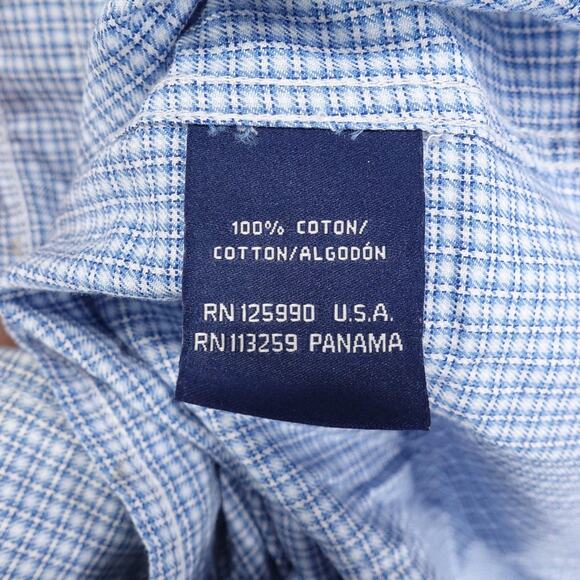 100% COTON/
COTTON/ALGODÓN
RN 125990 U.S.A.
RN 113259 PANAMA